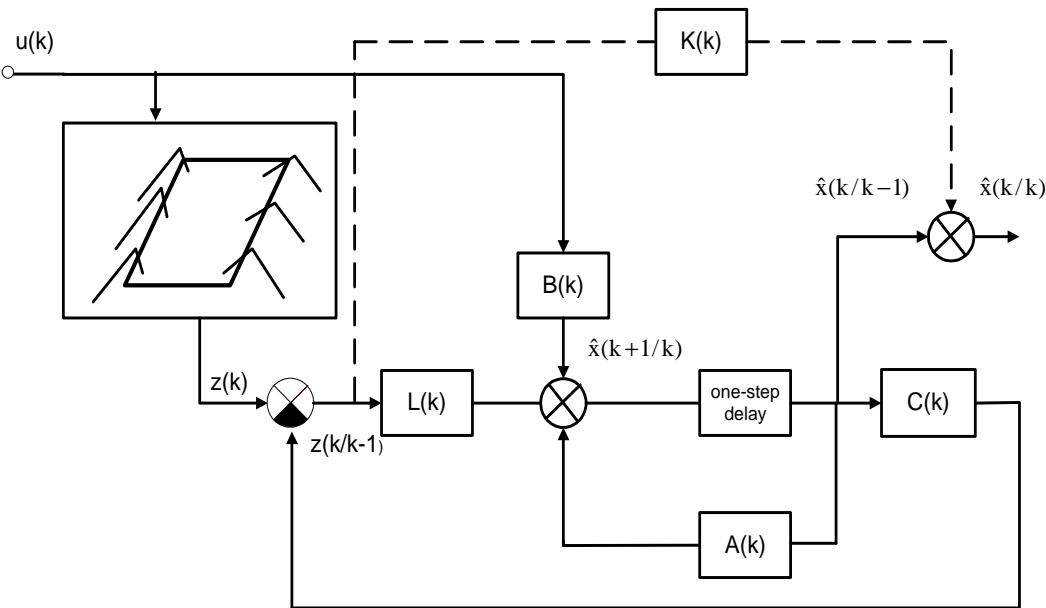 u(k)
K(k)
x̂(k/k−1)
x̂(k/k)
B(k)
x̂(k+1/k)
z(k)
L(k)
one-step
delay
C(k)
z(k/k-1)
A(k)